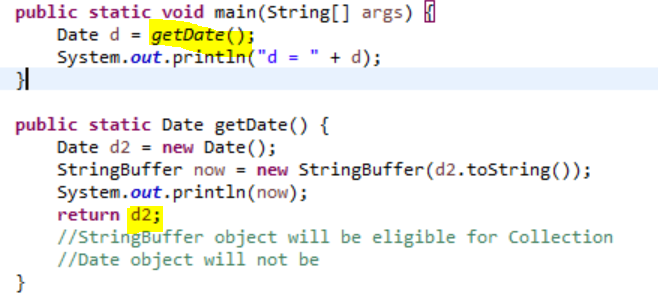 public static void main(String[] args) {
Date d = getDate();
System.out.println("d = " + d);
}
public static Date getDate() {
Date d2 = new Date();
StringBuffer now = new StringBuffer(d2.toString());
System.out.println(now);
return d2;
//StringBuffer object will be eligible for Collection
//Date object will not be
}